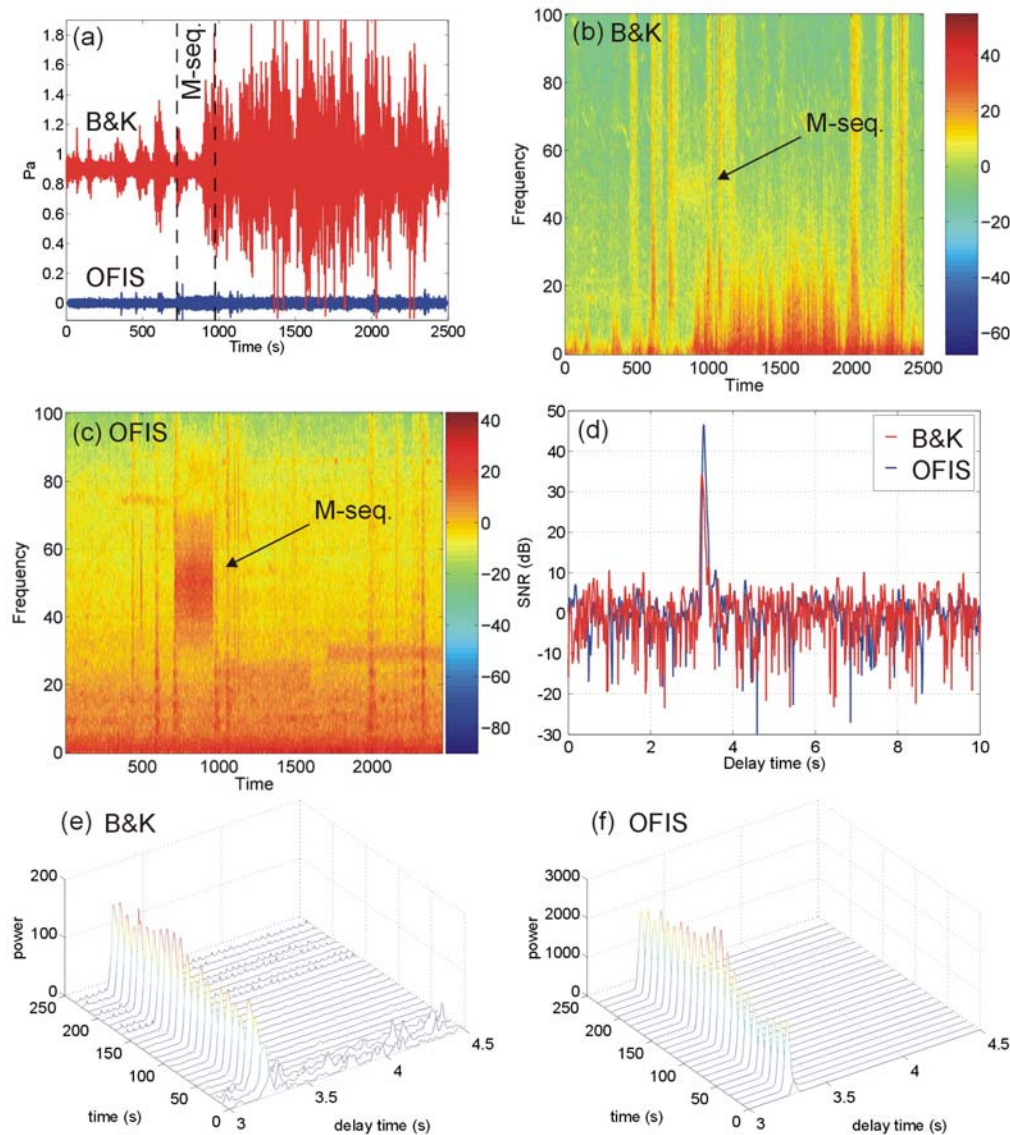 (a)
M-seq.
B&K
OFIS
Pa
1.8
1.6
1.4
1.2
1
0.8
0.6
0.4
0.2
0
0 500 1000 1500 2000 2500
Time (s)
(b) B&K
M-seq.
Frequency
100
80
60
40
20
0
0 500 1000 1500 2000 2500
Time
40
20
0
-20
-40
-60
(c) OFIS
M-seq.
Frequency
100
80
60
40
20
0
500 1000 1500 2000
Time
40
20
0
-20
-40
-60
-80
(d)
B&K
OFIS
SNR (dB)
50
40
30
20
10
0
-10
-20
-30
0 2 4 6 8 10
Delay time (s)
(e) B&K
power
200
100
0
250
200
150
100
50
0
time (s)
3
3.5
4
4.5
delay time (s)
(f) OFIS
power
3000
2000
1000
0
250
200
150
100
50
0
time (s)
3
3.5
4
4.5
delay time (s)